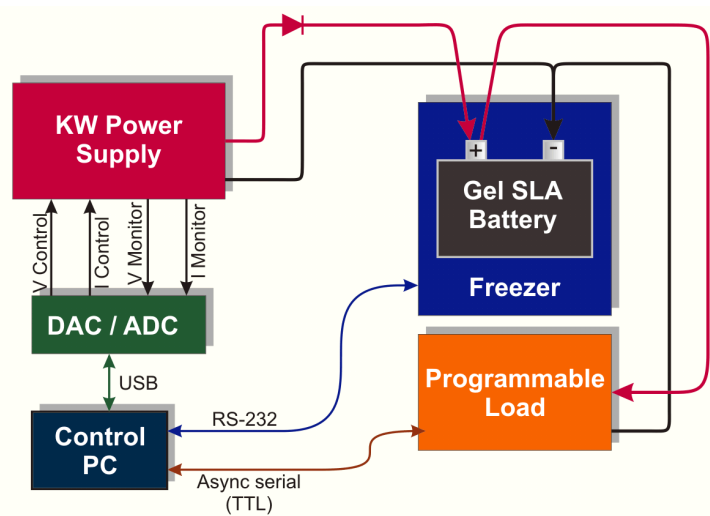 KW Power
Supply
+
-
Gel SLA
Battery
Freezer
V Control
I Control
V Monitor
I Monitor
DAC / ADC
USB
Programmable
Load
RS-232
Control
PC
Async serial
(TTL)